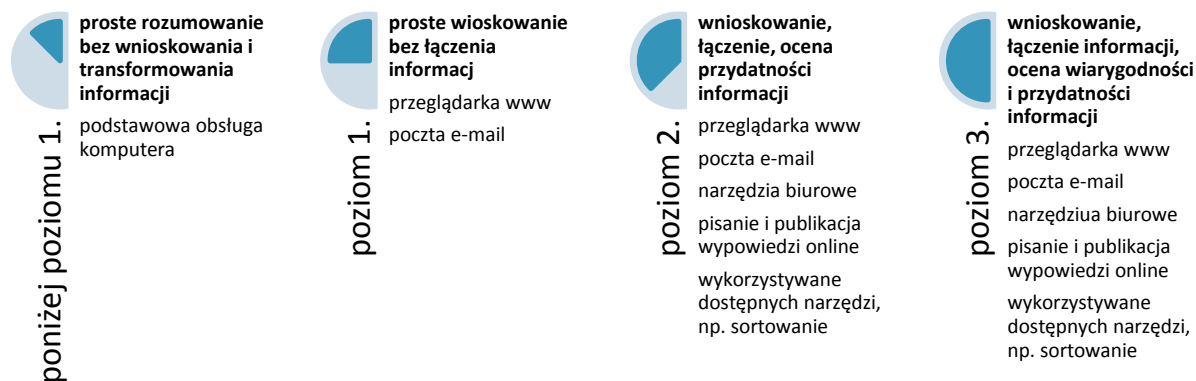 poniżej poziomu 1.
proste rozumowanie
bez wnioskowania i
transformowania
informacji
podstawowa obsługa
komputera
poziom 1.
proste wioskowanie
bez łączenia
informacj
przeglądarka www
poczta e-mail
poziom 2.
wnioskowanie,
łączenie, ocena
przydatności
informacji
przeglądarka www
poczta e-mail
narzędzia biurowe
pisanie i publikacja
wypowiedzi online
wykorzystywane
dostępnych narzędzi,
np. sortowanie
poziom 3.
wnioskowanie,
łączenie informacji,
ocena wiarygodności
i przydatności
informacji
przeglądarka www
poczta e-mail
narzędziua biurowe
pisanie i publikacja
wypowiedzi online
wykorzystywane
dostępnych narzędzi,
np. sortowanie